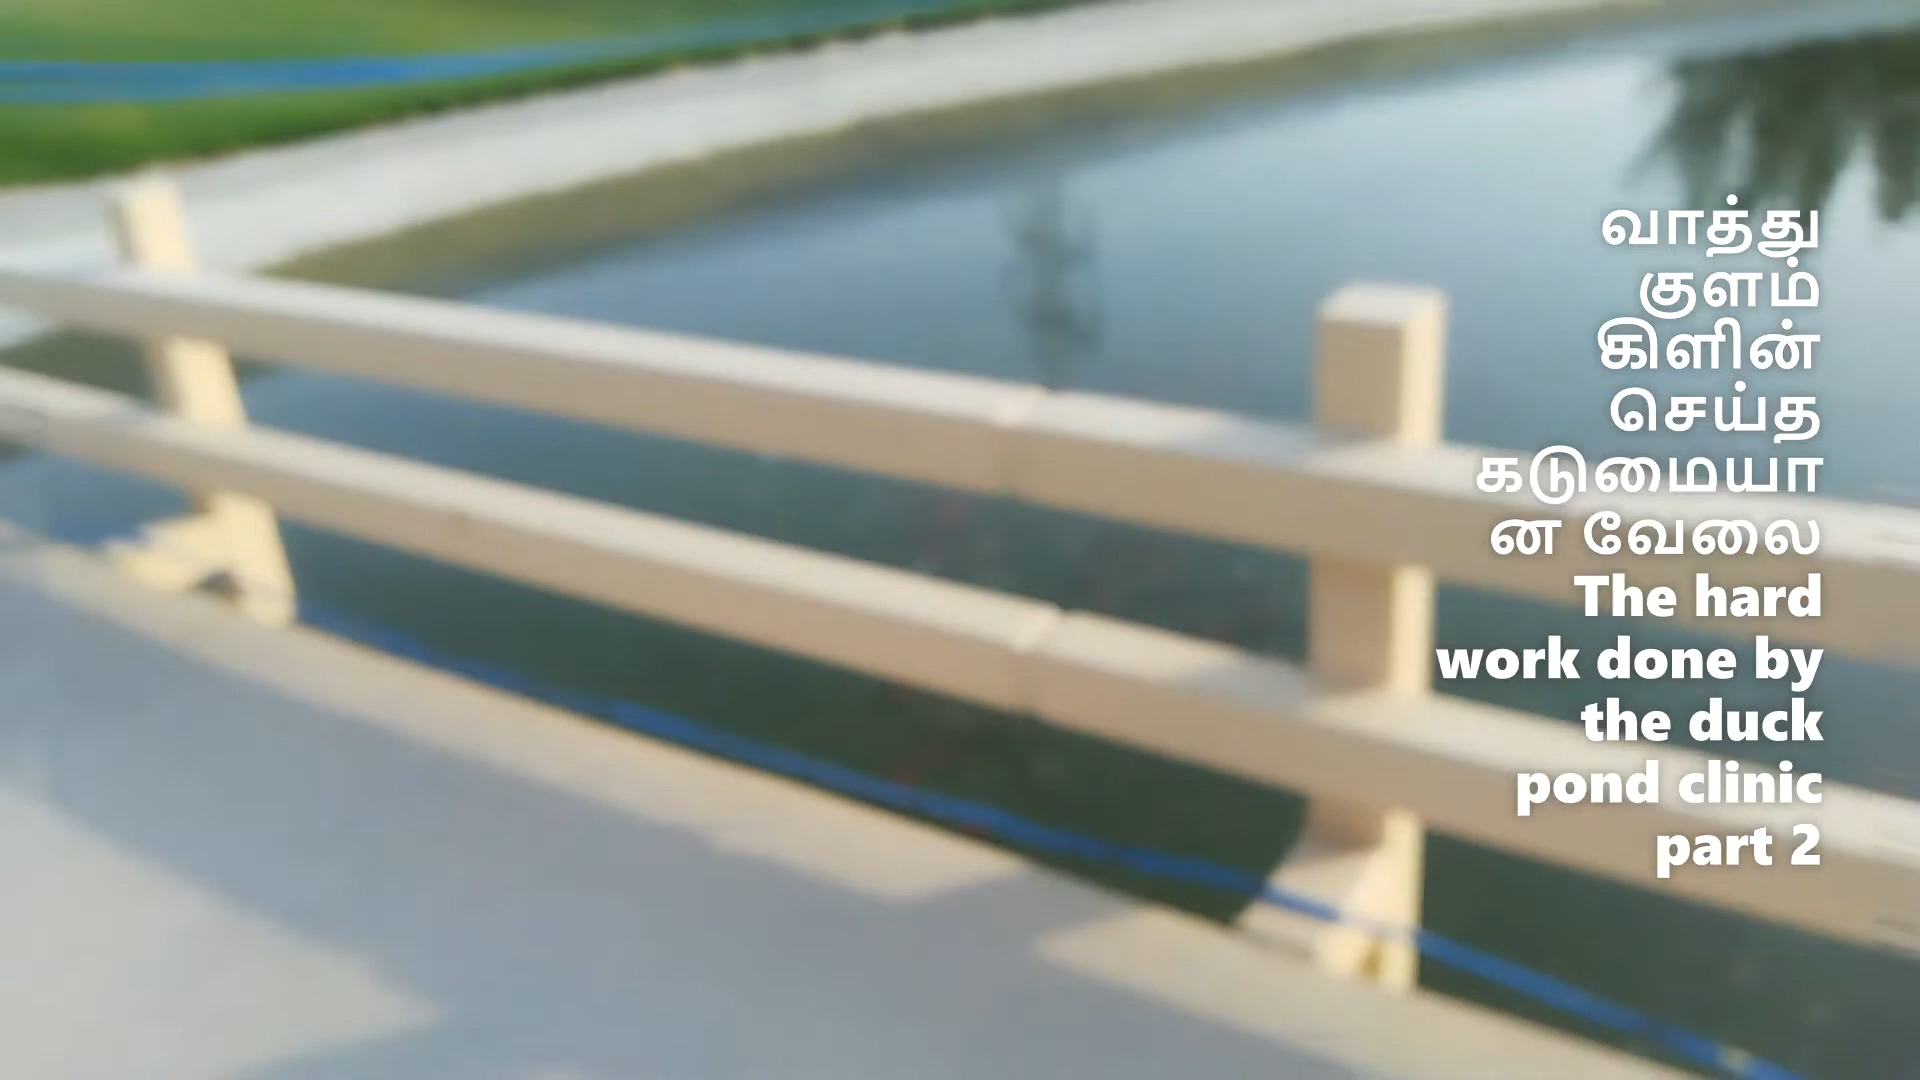 வாத்து
குளம்
கிளின்
செய்த
கடுமையா
ன வேலை
The hard
work done by
the duck
pond clinic
part 2